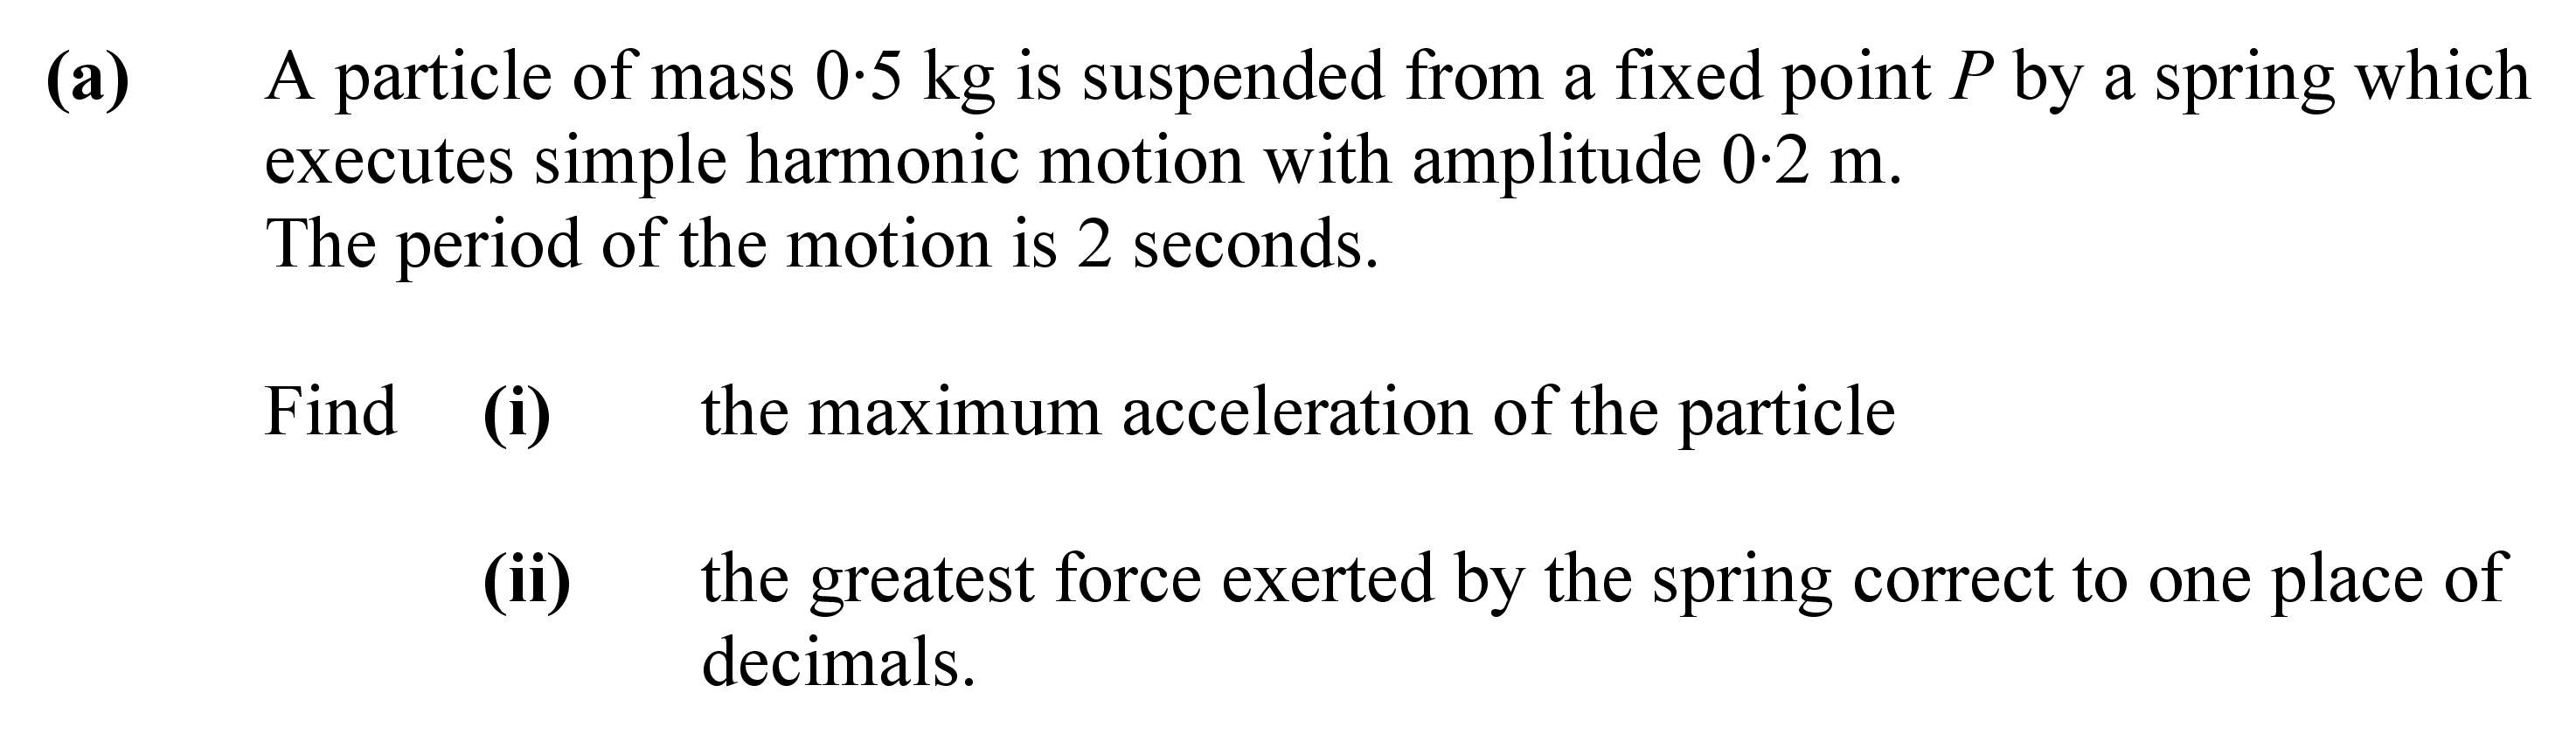 (a) A particle of mass 0·5 kg is suspended from a fixed point P by a spring which
executes simple harmonic motion with amplitude 0·2 m.
The period of the motion is 2 seconds.
Find (i) the maximum acceleration of the particle
(ii) the greatest force exerted by the spring correct to one place of
decimals.